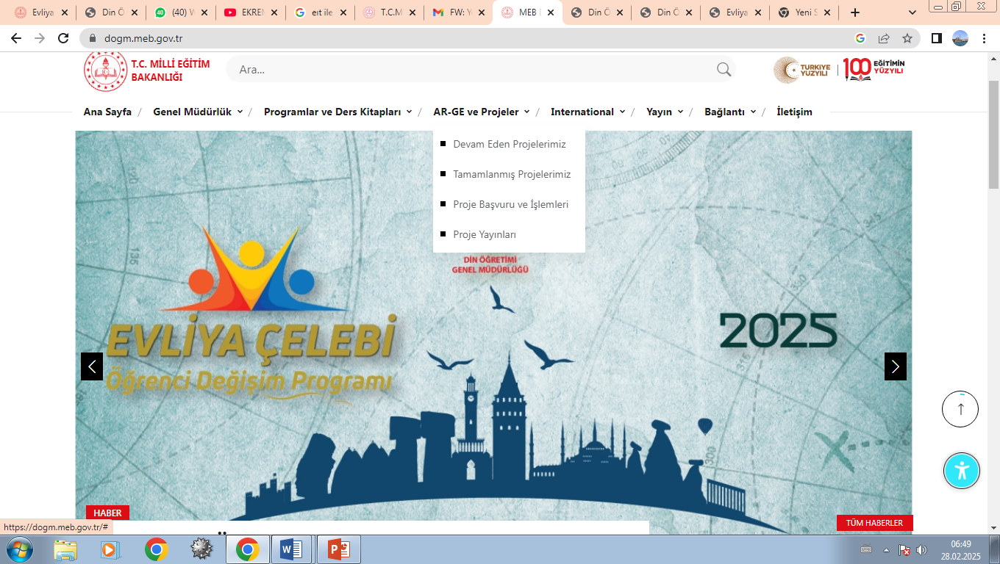 Evliya
Din Ö
(40) W
EKREM
eıt ile
T.C.M
FW: Y
MEB
Din Ö
Din Ö
Evliya
Yeni S
dogm.meb.gov.tr
T.C. MİLLİ EĞİTİM
BAKANLIĞI
Ara...
TÜRKİYE
YÜZYILI
100 EĞİTİMİN
YÜZYILI
Ana Sayfa / Genel Müdürlük / Programlar ve Ders Kitapları / AR-GE ve Projeler / International / Yayın / Bağlantı / İletişim
Devam Eden Projelerimiz
Tamamlanmış Projelerimiz
Proje Başvuru ve İşlemleri
Proje Yayınları
DİN ÖĞRETİMİ
GENEL MÜDÜRLÜĞÜ
EVLİYA ÇELEBİ
Öğrenci Değişim Programı
2025
HABER
TÜM HABERLER
https://dogm.meb.gov.tr/#
06:49
28.02.2025